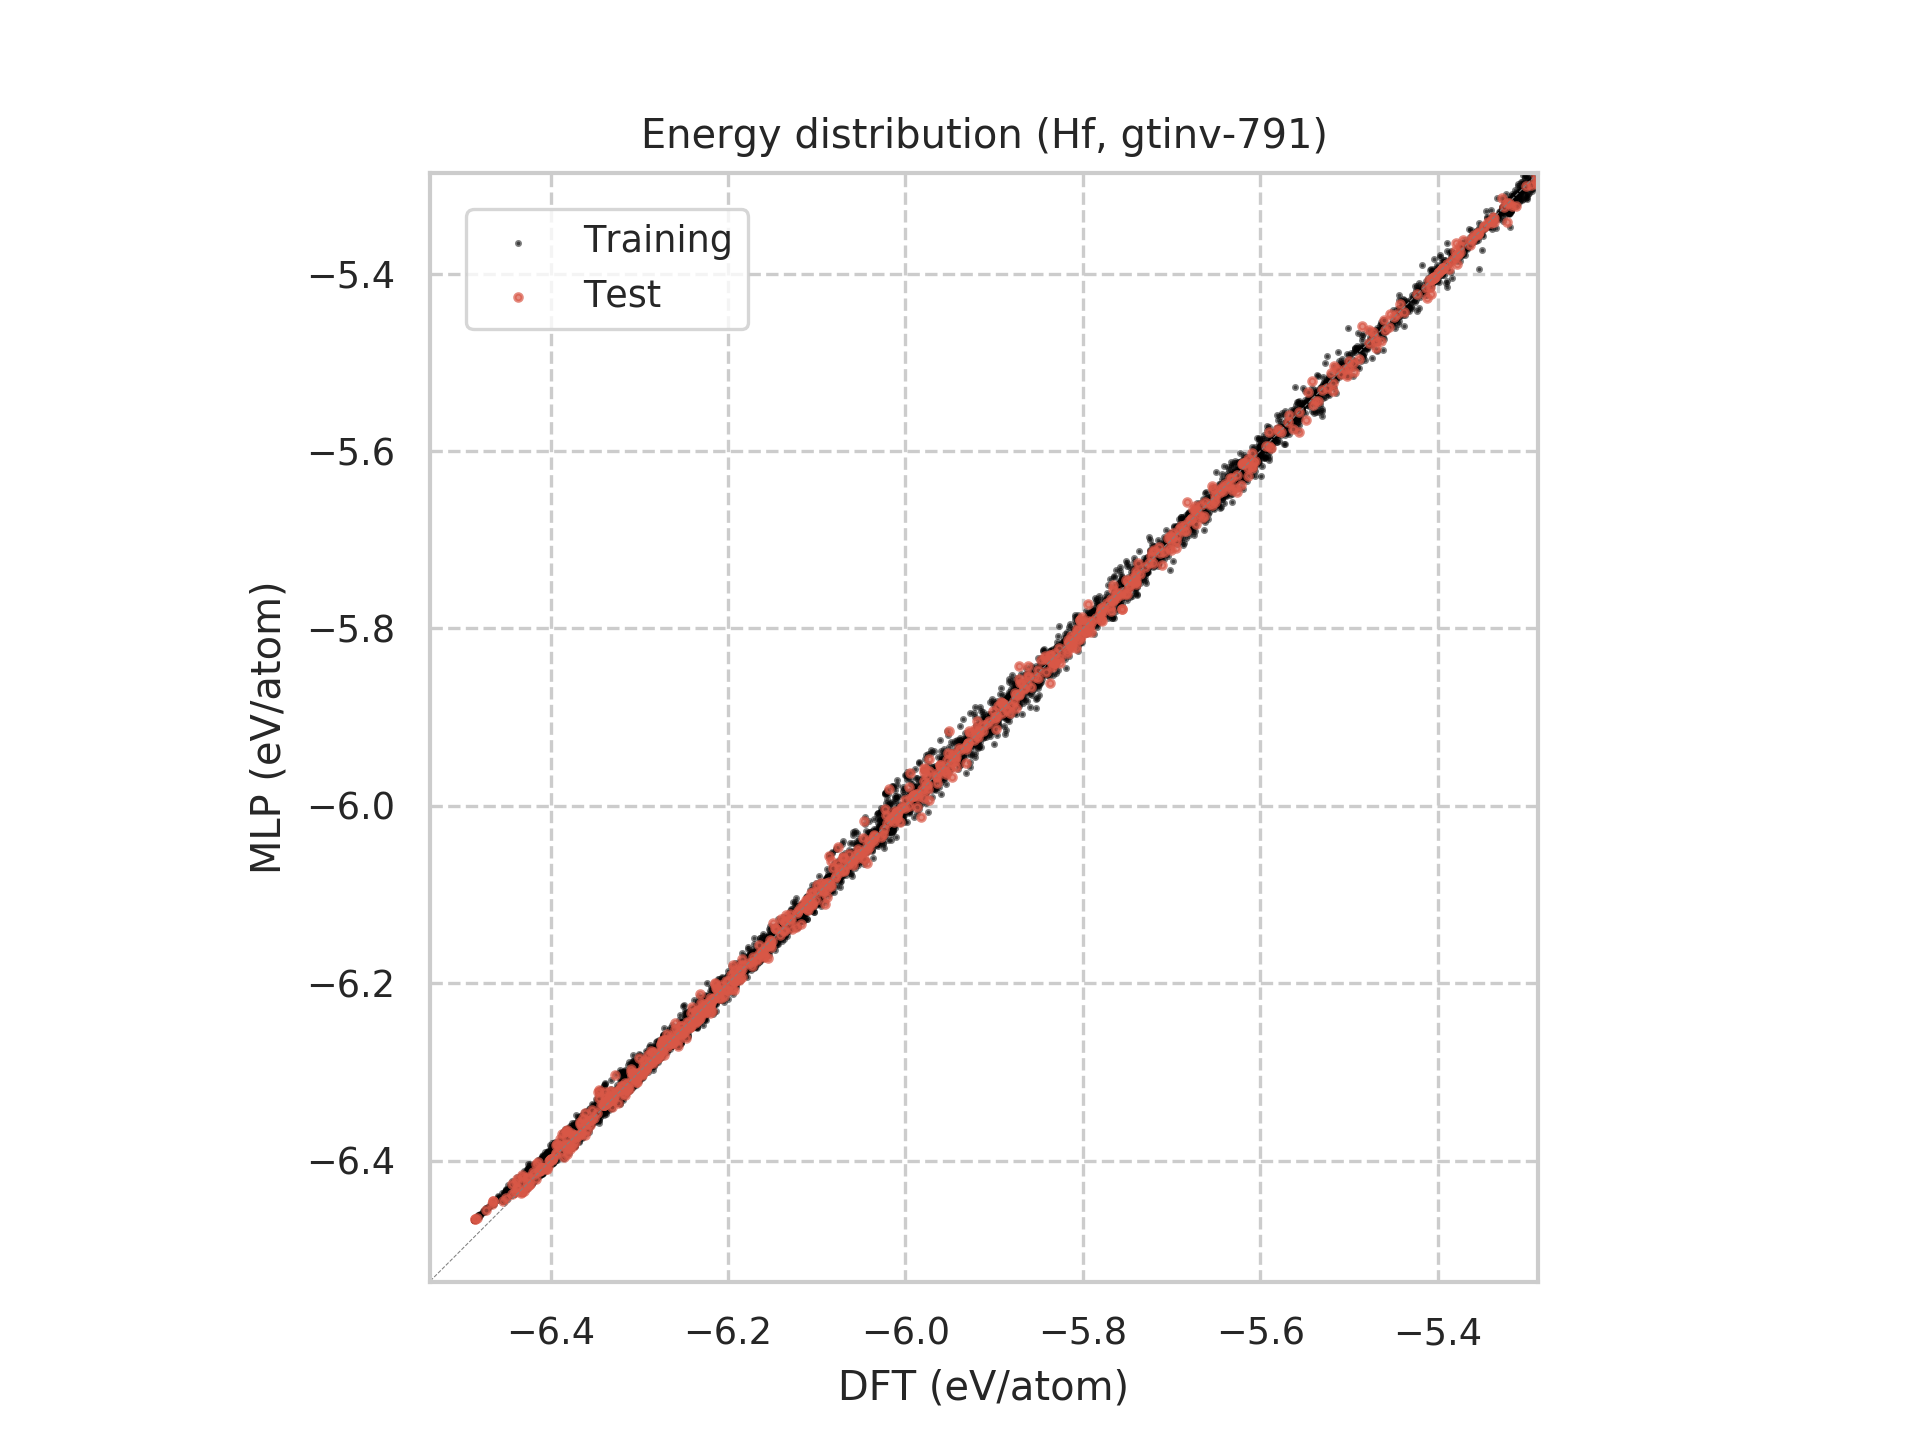 Energy distribution (Hf, gtinv-791)
Training
Test
−5.4
−5.6
−5.8
−6.0
−6.2
−6.4
MLP (eV/atom)
−6.4 −6.2 −6.0 −5.8 −5.6 −5.4
DFT (eV/atom)